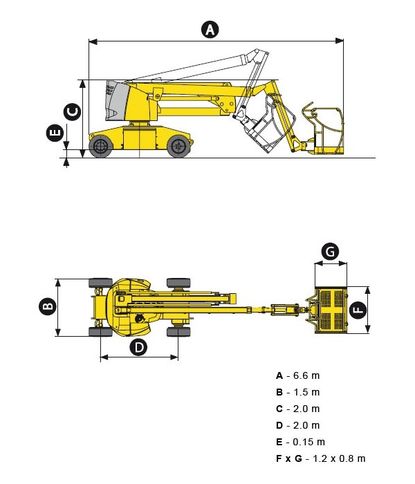 A
C
E
G
B
F
D
A - 6.6 m
B - 1.5 m
C - 2.0 m
D - 2.0 m
E - 0.15 m
F x G - 1.2 x 0.8 m